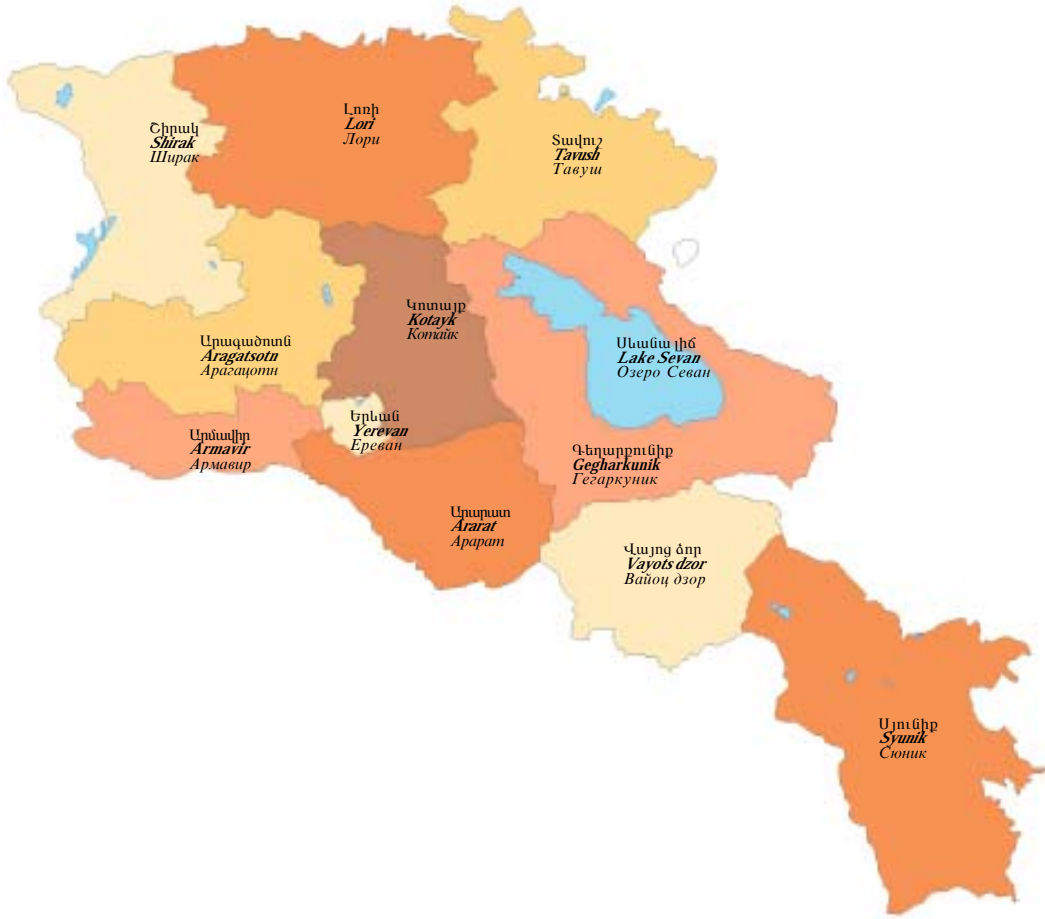 Լոռի
Lori
Лори
Շիրակ
Shirak
Ширак
Տավուշ
Tavush
Тавуш
Կոտայք
Kotayk
Котайк
Արագածոտն
Aragatsotn
Арагацотн
Սևանա լիճ
Lake Sevan
Озеро Севан
Երևան
Yerevan
Ереван
Արմավիր
Armavir
Армавир
Գեղարքունիք
Gegharkunik
Гегаркуник
Արարատ
Ararat
Арарат
Վայոց ձոր
Vayots dzor
Вайоц дзор
Սյունիք
Syunik
Сюник